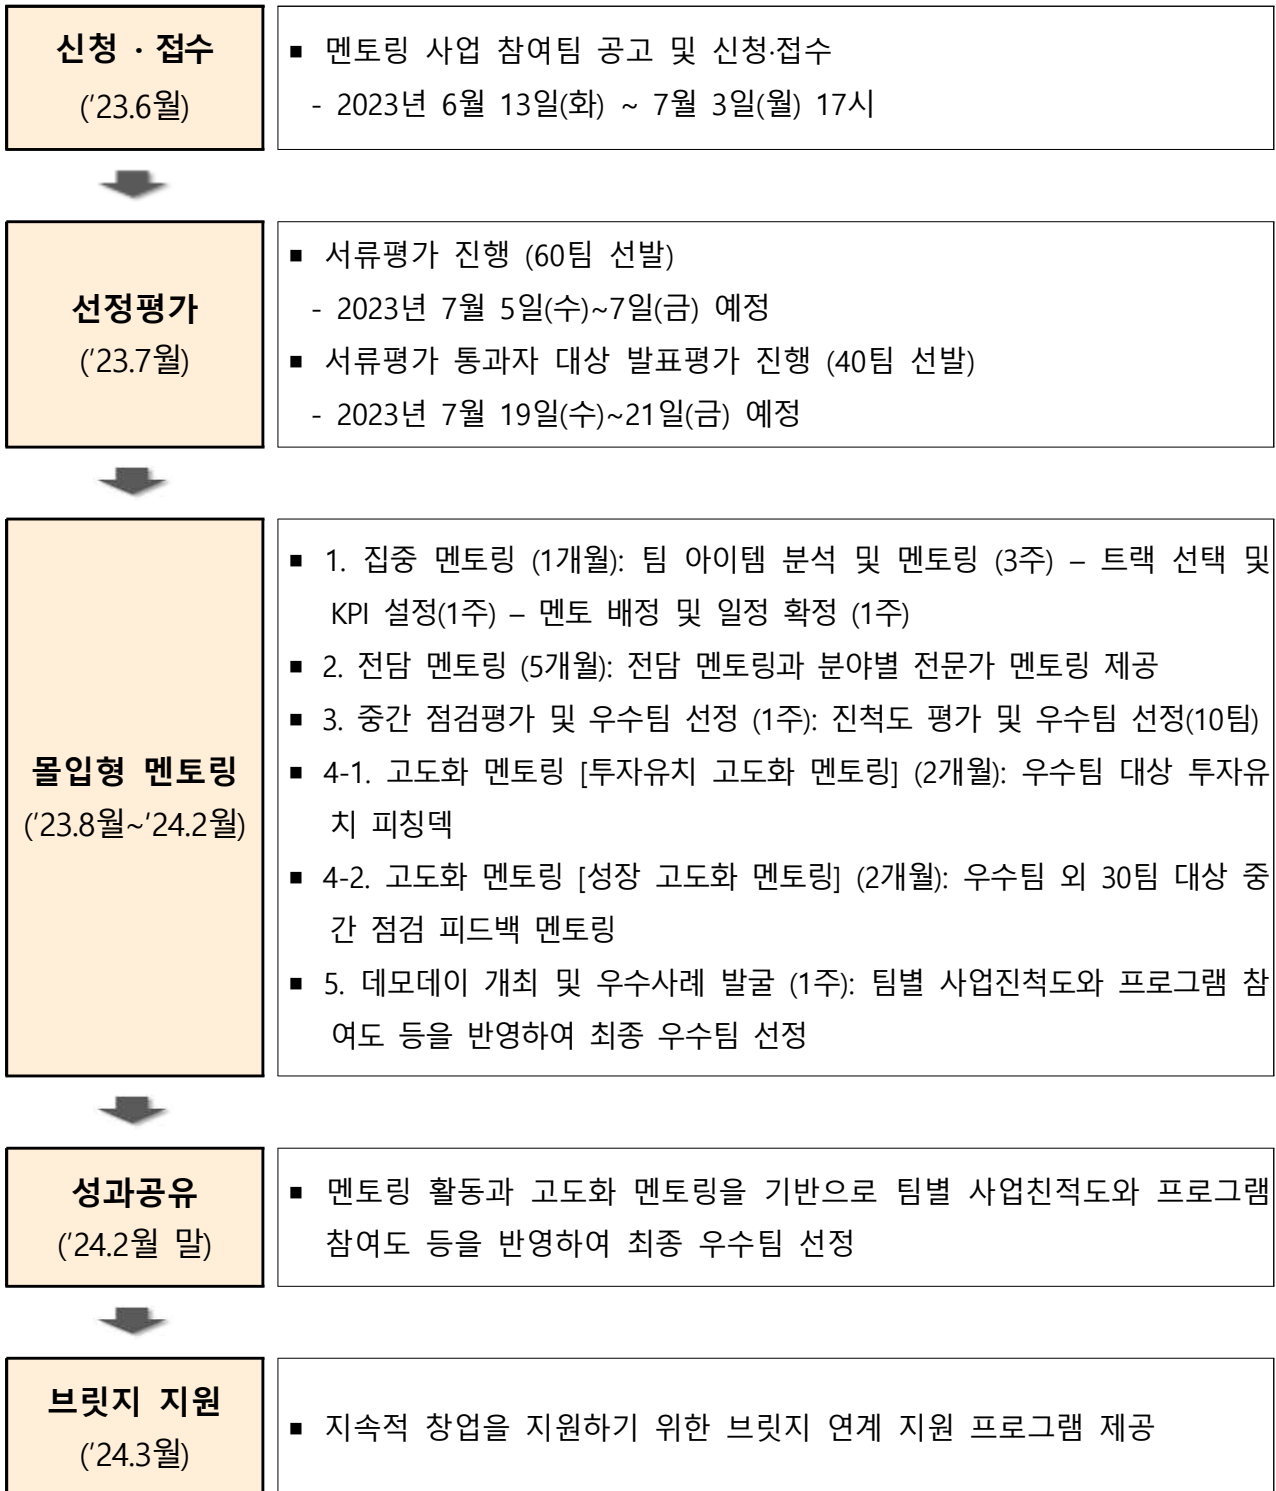 신청 · 접수
('23.6월)
▪ 멘토링 사업 참여팀 공고 및 신청·접수
- 2023년 6월 13일(화) ~ 7월 3일(월) 17시
선정평가
('23.7월)
▪ 서류평가 진행 (60팀 선발)
- 2023년 7월 5일(수)~7일(금) 예정
▪ 서류평가 통과자 대상 발표평가 진행 (40팀 선발)
- 2023년 7월 19일(수)~21일(금) 예정
몰입형 멘토링
('23.8월~'24.2월)
▪ 1. 집중 멘토링 (1개월): 팀 아이템 분석 및 멘토링 (3주) – 트랙 선택 및
KPI 설정(1주) – 멘토 배정 및 일정 확정 (1주)
▪ 2. 전담 멘토링 (5개월): 전담 멘토링과 분야별 전문가 멘토링 제공
▪ 3. 중간 점검평가 및 우수팀 선정 (1주): 진척도 평가 및 우수팀 선정(10팀)
▪ 4-1. 고도화 멘토링 [투자유치 고도화 멘토링] (2개월): 우수팀 대상 투자유
치 피칭덱
▪ 4-2. 고도화 멘토링 [성장 고도화 멘토링] (2개월): 우수팀 외 30팀 대상 중
간 점검 피드백 멘토링
▪ 5. 데모데이 개최 및 우수사례 발굴 (1주): 팀별 사업진척도와 프로그램 참
여도 등을 반영하여 최종 우수팀 선정
성과공유
('24.2월 말)
▪ 멘토링 활동과 고도화 멘토링을 기반으로 팀별 사업친적도와 프로그램
참여도 등을 반영하여 최종 우수팀 선정
브릿지 지원
('24.3월)
▪ 지속적 창업을 지원하기 위한 브릿지 연계 지원 프로그램 제공